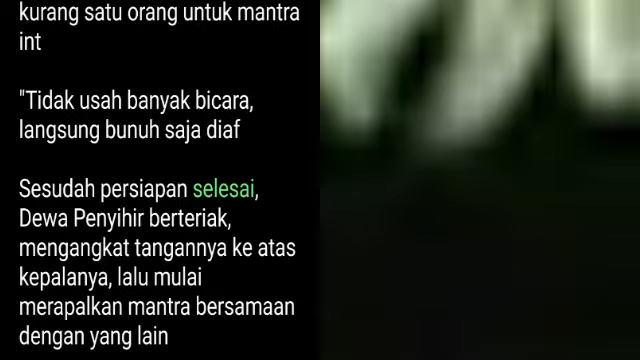 kurang satu orang untuk mantra
int
"Tidak usah banyak bicara,
langsung bunuh saja diaf
Sesudah persiapan selesai,
Dewa Penyihir berteriak,
mengangkat tangannya ke atas
kepalanya, lalu mulai
merapalkan mantra bersamaan
dengan yang lain